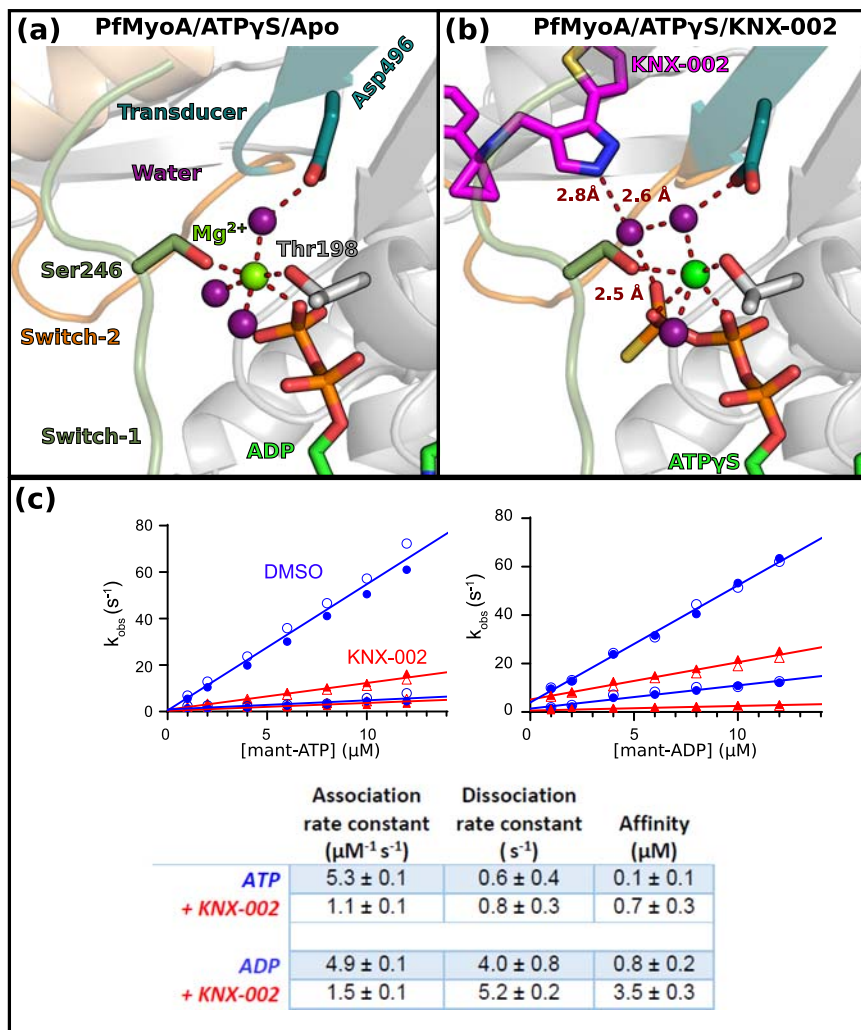 (a) PfMyoA/ATPγS/Apo
Asp496
Transducer
Water
Mg²⁺
Thr198
Ser246
Switch-2
Switch-1
ADP
(b) PfMyoA/ATPγS/KNX-002
KNX-002
2.8Å 2.6 Å
2.5 Å
ATPγS
(c)
80
60
40
20
0
k_obs (s⁻¹)
DMSO
KNX-002
0 5 10
[mant-ATP] (μM)
80
60
40
20
0
k_obs (s⁻¹)
0 5 10
[mant-ADP] (μM)
Association Dissociation
rate constant rate constant Affinity
(μM⁻¹ s⁻¹) (s⁻¹) (μM)
ATP 5.3 ± 0.1 0.6 ± 0.4 0.1 ± 0.1
+ KNX-002 1.1 ± 0.1 0.8 ± 0.3 0.7 ± 0.3
ADP 4.9 ± 0.1 4.0 ± 0.8 0.8 ± 0.2
+ KNX-002 1.5 ± 0.1 5.2 ± 0.2 3.5 ± 0.3